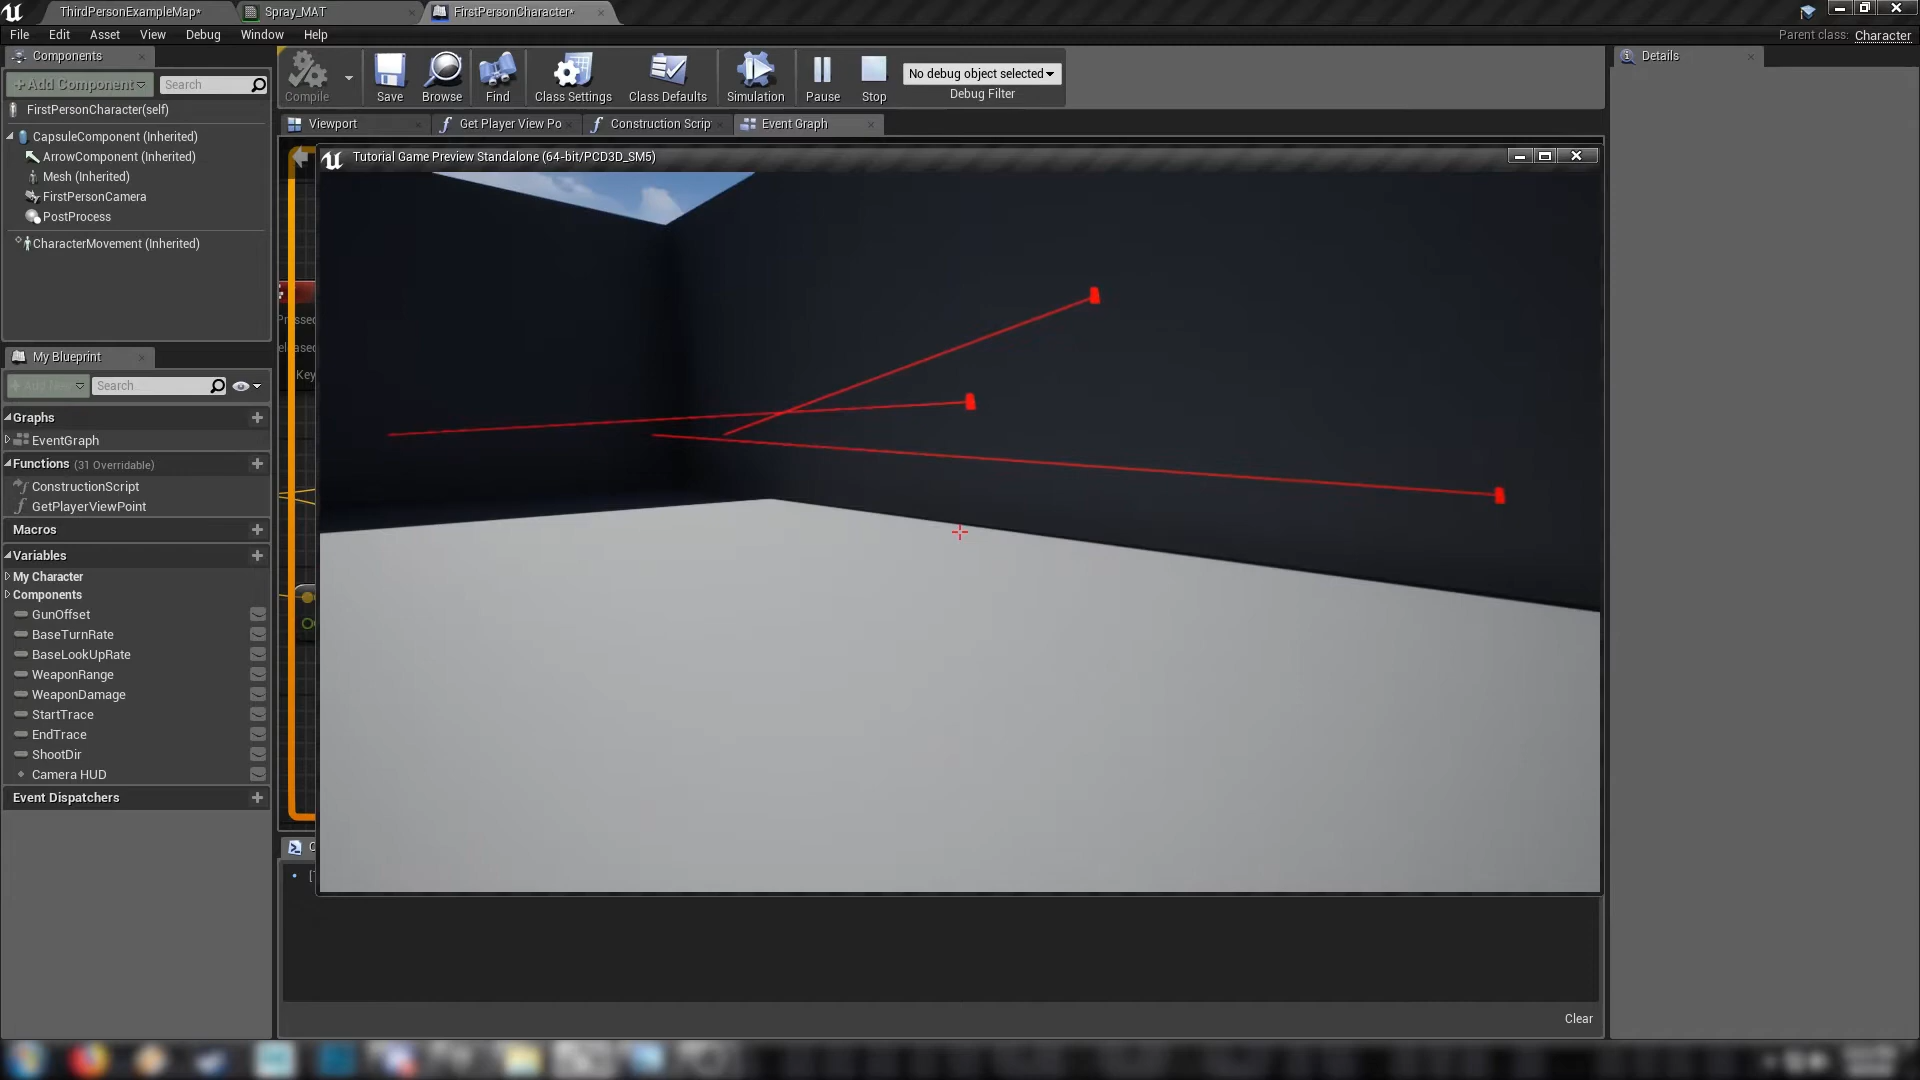 ThirdPersonExampleMap*
Spray_MAT
FirstPersonCharacter*
File Edit Asset View Debug Window Help
Parent class: Character
Components
+Add Component
Search
FirstPersonCharacter(self)
CapsuleComponent (Inherited)
ArrowComponent (Inherited)
Mesh (Inherited)
FirstPersonCamera
PostProcess
CharacterMovement (Inherited)
Compile
Save
Browse
Find
Class Settings
Class Defaults
Simulation
Pause
Stop
No debug object selected
Debug Filter
Details
Viewport
Get Player View Po
Construction Scrip
Event Graph
Tutorial Game Preview Standalone (64-bit/PCD3D_SM5)
Pressed
Key
My Blueprint
Search
Graphs
EventGraph
Functions (31 Overridable)
ConstructionScript
GetPlayerViewPoint
Macros
Variables
My Character
Components
GunOffset
BaseTurnRate
BaseLookUpRate
WeaponRange
WeaponDamage
StartTrace
EndTrace
ShootDir
Camera HUD
Event Dispatchers
Clear